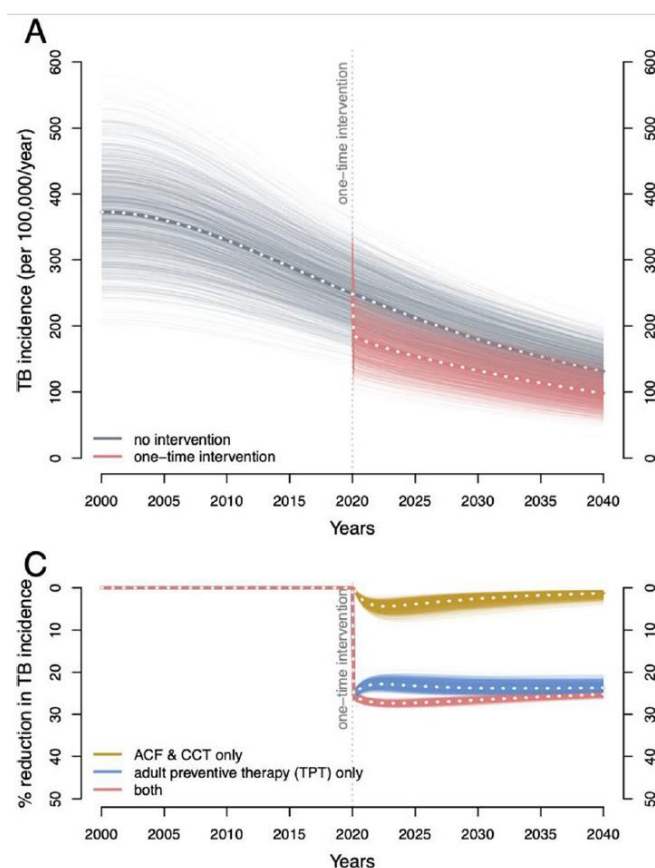 A
TB incidence (per 100,000/year)
600
500
400
300
200
100
0
one−time intervention
600
500
400
300
200
100
0
no intervention
one−time intervention
2000 2005 2010 2015 2020 2025 2030 2035 2040
Years
C
% reduction in TB incidence
0
10
20
30
40
50
one−time intervention
0
10
20
30
40
50
ACF & CCT only
adult preventive therapy (TPT) only
both
2000 2005 2010 2015 2020 2025 2030 2035 2040
Years